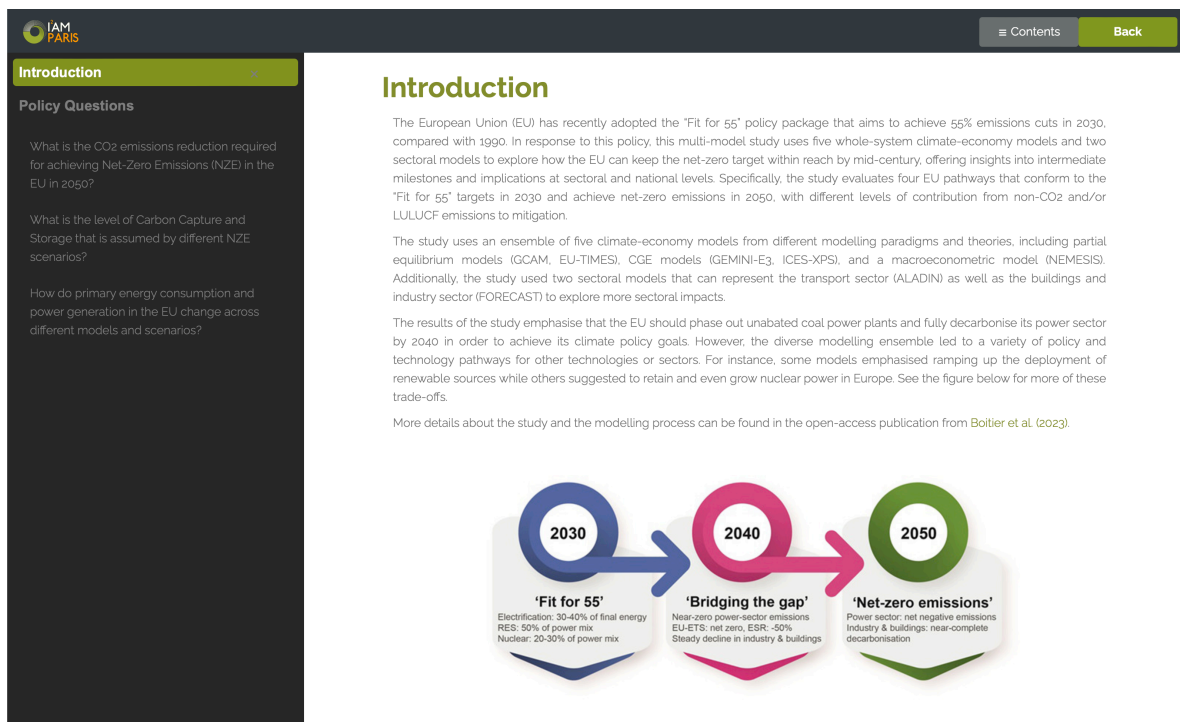 I'AM
PARIS
≡ Contents
Back
Introduction
Policy Questions
What is the CO2 emissions reduction required
for achieving Net-Zero Emissions (NZE) in the
EU in 2050?
What is the level of Carbon Capture and
Storage that is assumed by different NZE
scenarios?
How do primary energy consumption and
power generation in the EU change across
different models and scenarios?
Introduction
The European Union (EU) has recently adopted the “Fit for 55” policy package that aims to achieve 55% emissions cuts in 2030,
compared with 1990. In response to this policy, this multi-model study uses five whole-system climate-economy models and two
sectoral models to explore how the EU can keep the net-zero target within reach by mid-century, offering insights into intermediate
milestones and implications at sectoral and national levels. Specifically, the study evaluates four EU pathways that conform to the
“Fit for 55” targets in 2030 and achieve net-zero emissions in 2050, with different levels of contribution from non-CO2 and/or
LULUCF emissions to mitigation.
The study uses an ensemble of five climate-economy models from different modelling paradigms and theories, including partial
equilibrium models (GCAM, EU-TIMES), CGE models (GEMINI-E3, ICES-XPS), and a macroeconometric model (NEMESIS).
Additionally, the study used two sectoral models that can represent the transport sector (ALADIN) as well as the buildings and
industry sector (FORECAST) to explore more sectoral impacts.
The results of the study emphasise that the EU should phase out unabated coal power plants and fully decarbonise its power sector
by 2040 in order to achieve its climate policy goals. However, the diverse modelling ensemble led to a variety of policy and
technology pathways for other technologies or sectors. For instance, some models emphasised ramping up the deployment of
renewable sources while others suggested to retain and even grow nuclear power in Europe. See the figure below for more of these
trade-offs.
More details about the study and the modelling process can be found in the open-access publication from Boitier et al. (2023).
2030
‘Fit for 55’
Electrification: 30-40% of final energy
RES: 50% of power mix
Nuclear: 20-30% of power mix
2040
‘Bridging the gap’
Near-zero power-sector emissions
EU-ETS: net zero, ESR: -50%
Steady decline in industry & buildings
2050
‘Net-zero emissions’
Power sector: net negative emissions
Industry & buildings: near-complete
decarbonisation